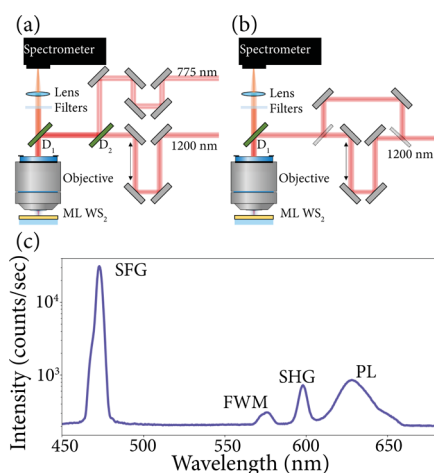 (a)
Spectrometer
775 nm
Lens
Filters
D1
D2
1200 nm
Objective
ML WS2
(b)
Spectrometer
Lens
Filters
D1
1200 nm
Objective
ML WS2
(c)
Intensity (counts/sec)
10^4
10^3
SFG
FWM
SHG
PL
450 500 550 600 650
Wavelength (nm)